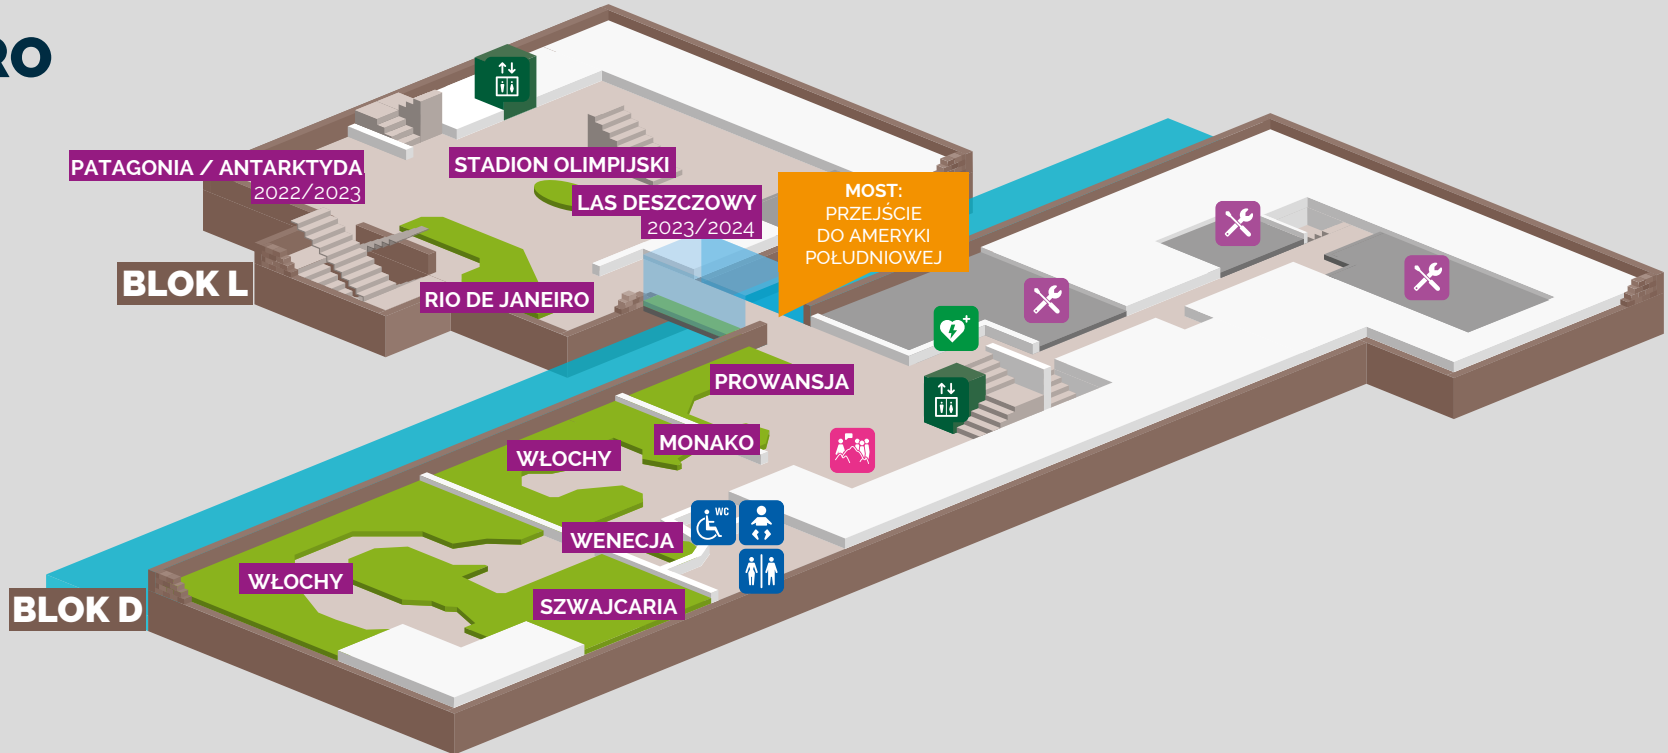 RO
PATAGONIA / ANTARKTYDA
2022/2023
STADION OLIMPIJSKI
LAS DESZCZOWY
2023/2024
MOST:
PRZEJŚCIE
DO AMERYKI
POŁUDNIOWEJ
BLOK L
RIO DE JANEIRO
PROWANSJA
MONAKO
WŁOCHY
WC
WENECJA
WŁOCHY
SZWAJCARIA
BLOK D